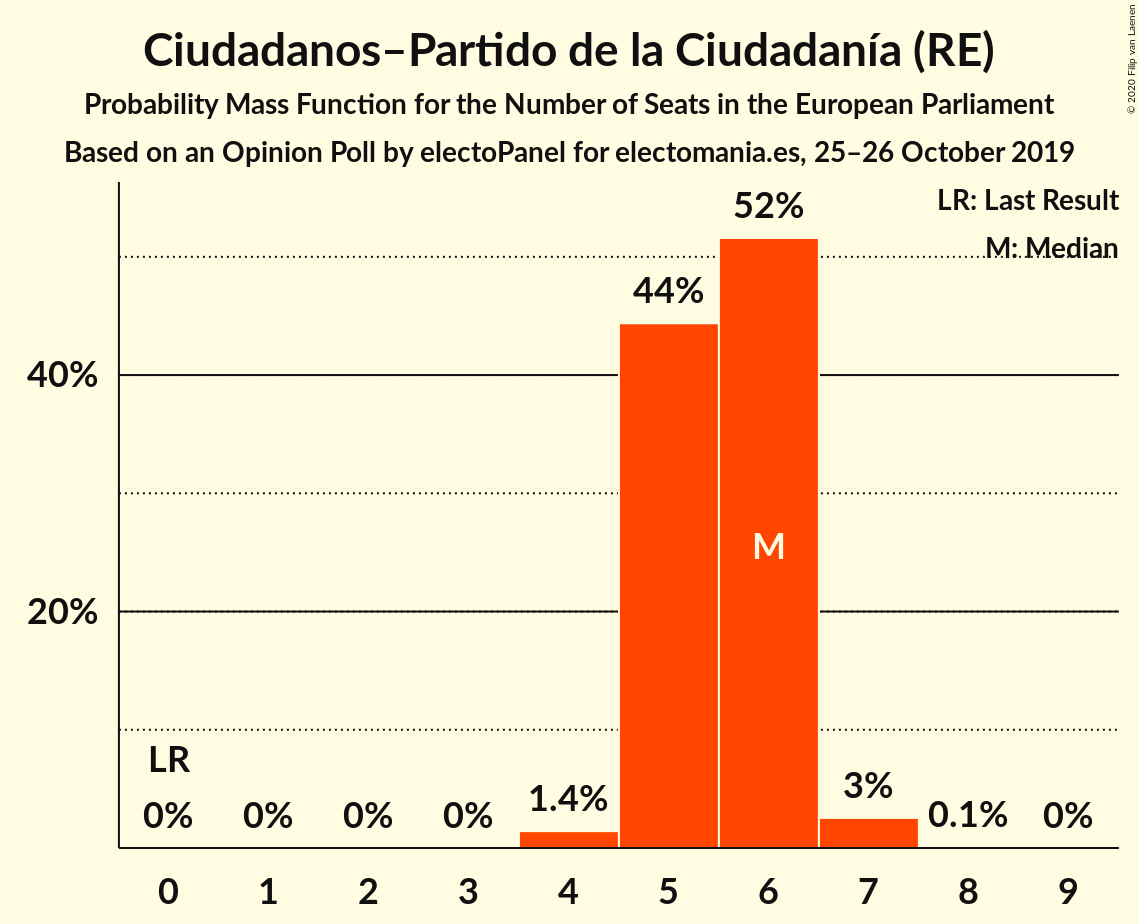 Ciudadanos–Partido de la Ciudadanía (RE)
Probability Mass Function for the Number of Seats in the European Parliament
Based on an Opinion Poll by electoPanel for electomania.es, 25–26 October 2019
© 2020 Filip van Laenen
LR: Last Result
M: Median
52%
44%
40%
M
20%
LR
0%
0%
0%
0%
1.4%
3%
0.1%
0%
0
1
2
3
4
5
6
7
8
9